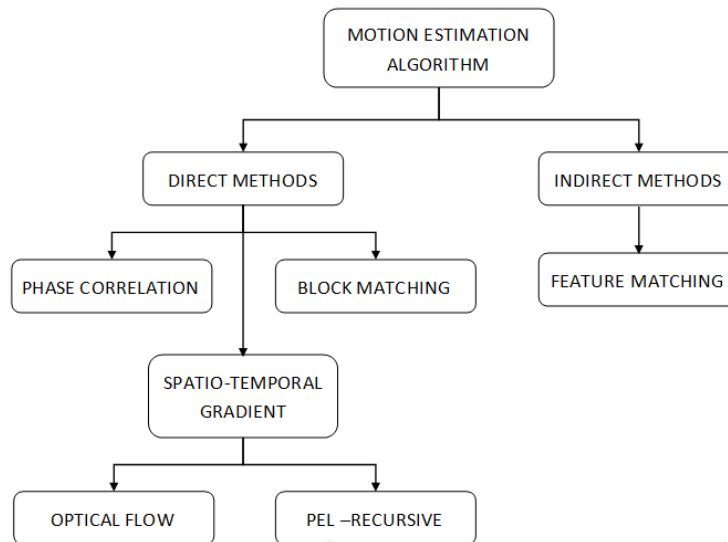 MOTION ESTIMATION
ALGORITHM
DIRECT METHODS
INDIRECT METHODS
PHASE CORRELATION
BLOCK MATCHING
FEATURE MATCHING
SPATIO-TEMPORAL
GRADIENT
OPTICAL FLOW
PEL –RECURSIVE